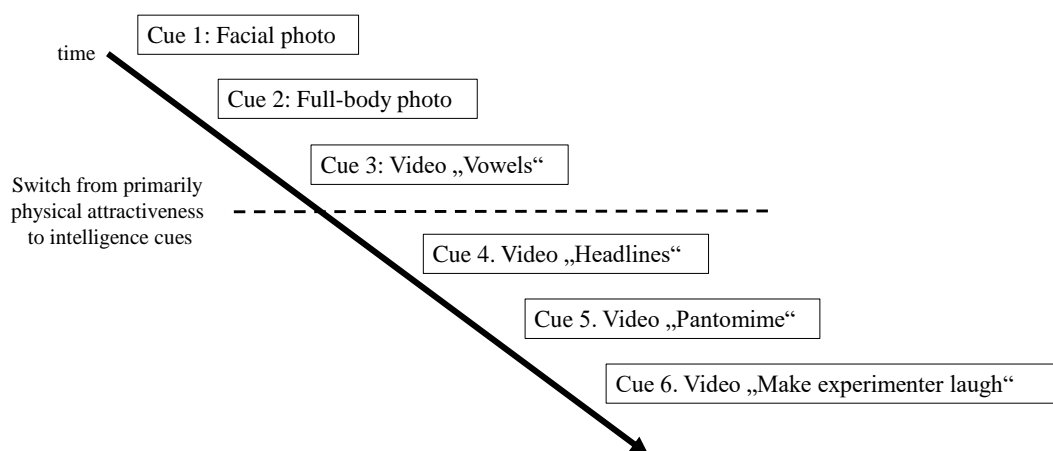 Cue 1: Facial photo
time
Cue 2: Full-body photo
Cue 3: Video „Vowels“
Switch from primarily
physical attractiveness
to intelligence cues
Cue 4. Video „Headlines“
Cue 5. Video „Pantomime“
Cue 6. Video „Make experimenter laugh“